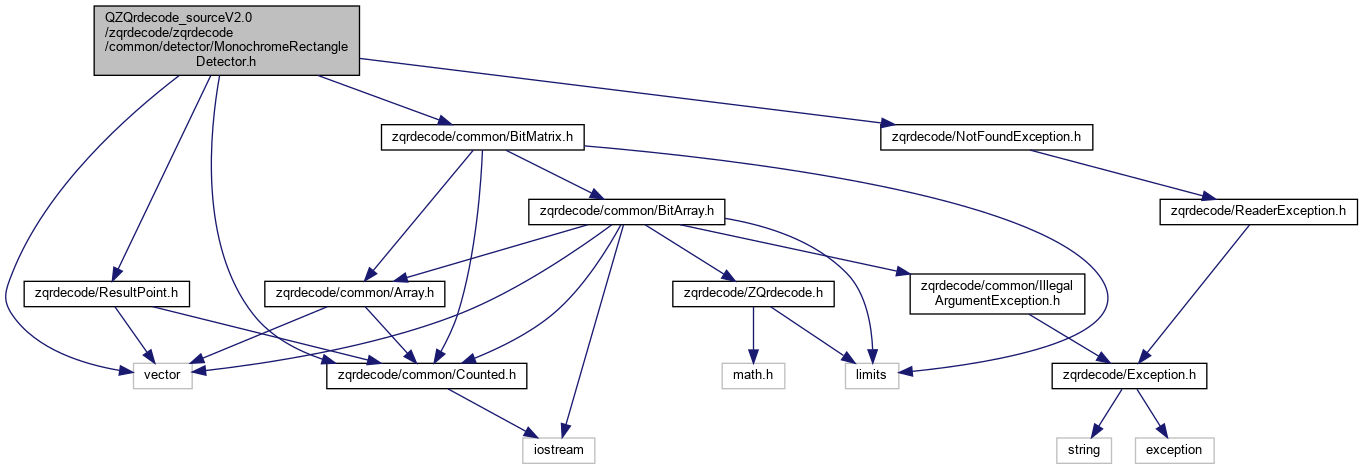 QZQrdecode_sourceV2.0
/zqrdecode/zqrdecode
/common/detector/MonochromeRectangle
Detector.h
zqrdecode/common/BitMatrix.h
zqrdecode/NotFoundException.h
zqrdecode/common/BitArray.h
zqrdecode/ReaderException.h
zqrdecode/ResultPoint.h
zqrdecode/common/Array.h
zqrdecode/ZQrdecode.h
zqrdecode/common/Illegal
ArgumentException.h
vector
zqrdecode/common/Counted.h
math.h
limits
zqrdecode/Exception.h
iostream
string
exception